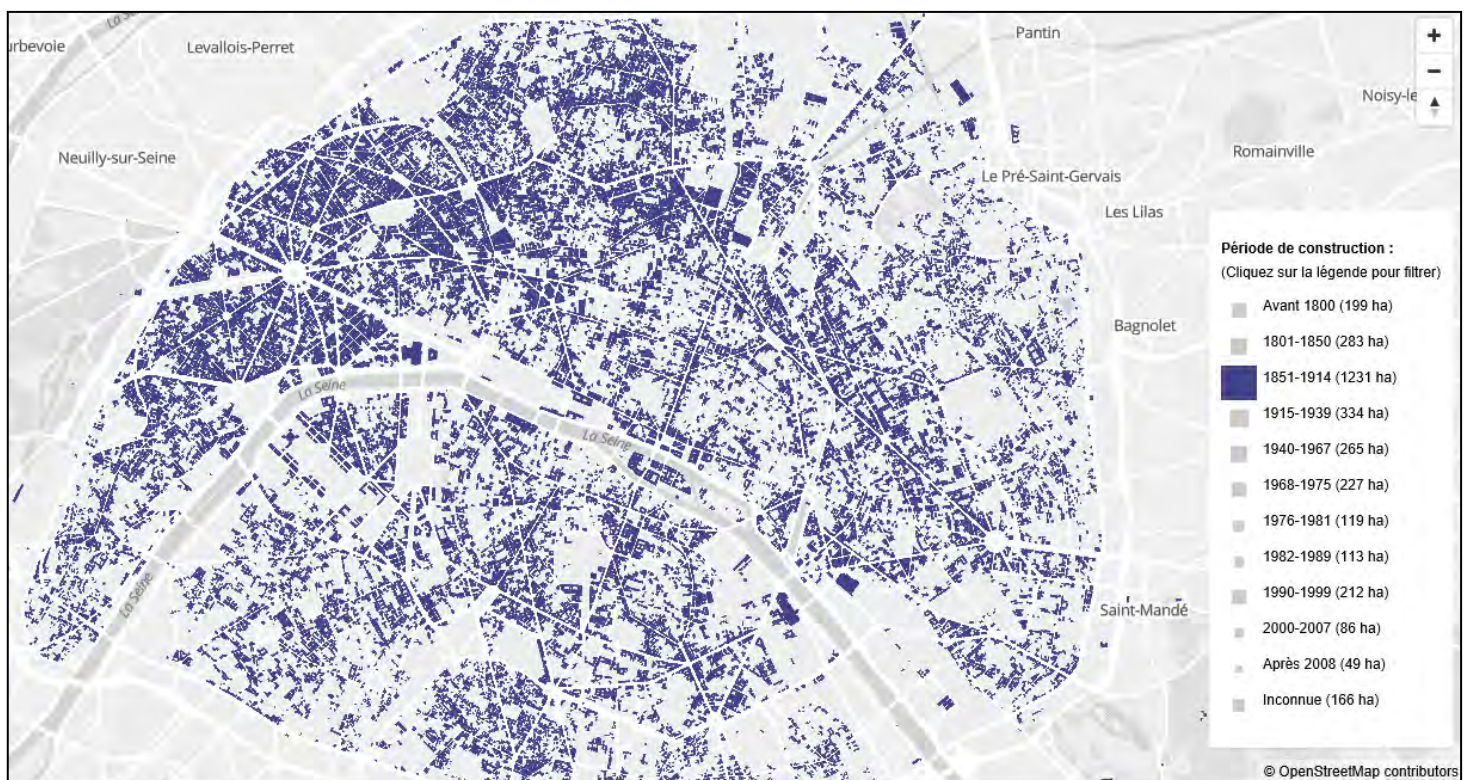 La Seine
urbevoie
Levallois-Perret
Pantin
+
−
Noisy-le
Neuilly-sur-Seine
Romainville
Le Pré-Saint-Gervais
Les Lilas
Bagnolet
La Seine
La Seine
La Seine
Saint-Mandé
Période de construction :
(Cliquez sur la légende pour filtrer)
Avant 1800 (199 ha)
1801-1850 (283 ha)
1851-1914 (1231 ha)
1915-1939 (334 ha)
1940-1967 (265 ha)
1968-1975 (227 ha)
1976-1981 (119 ha)
1982-1989 (113 ha)
1990-1999 (212 ha)
2000-2007 (86 ha)
Après 2008 (49 ha)
Inconnue (166 ha)
© OpenStreetMap contributors